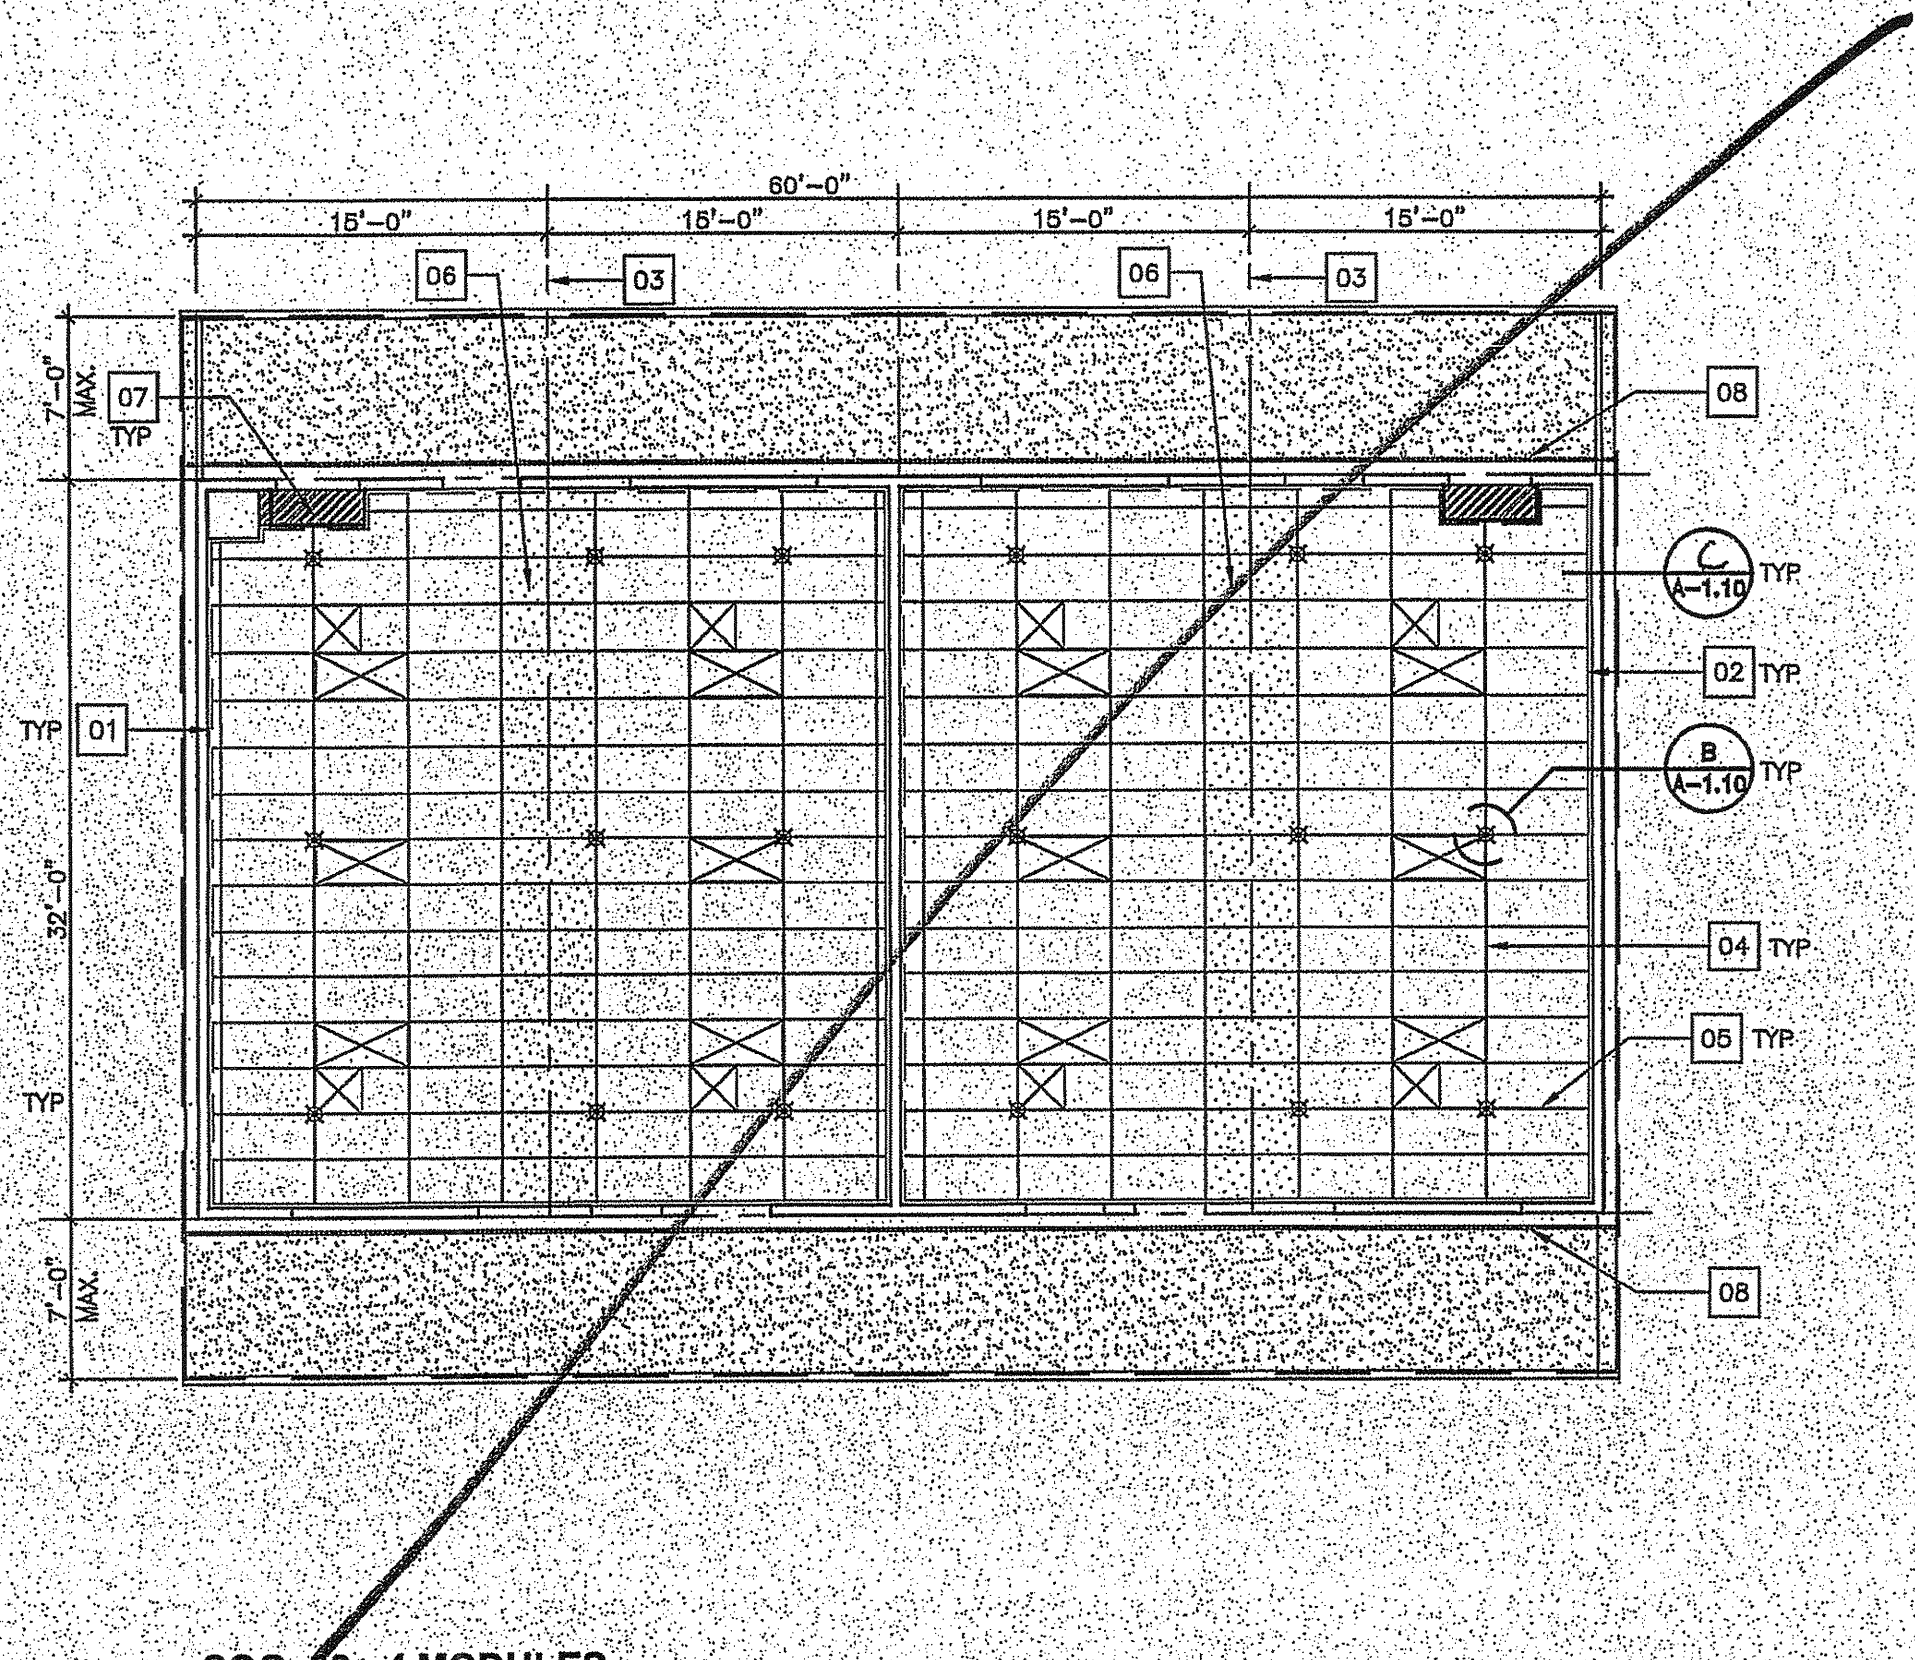 60'-0"
15'-0" 15'-0" 15'-0" 15'-0"
06 03 06 03
7'-0" MAX.
07
TYP
08
C
A-1.10
TYP
02 TYP
TYP 01
B
A-1.10
TYP
32'-0"
04 TYP
05 TYP
TYP
7'-0" MAX.
08
4 MODULES